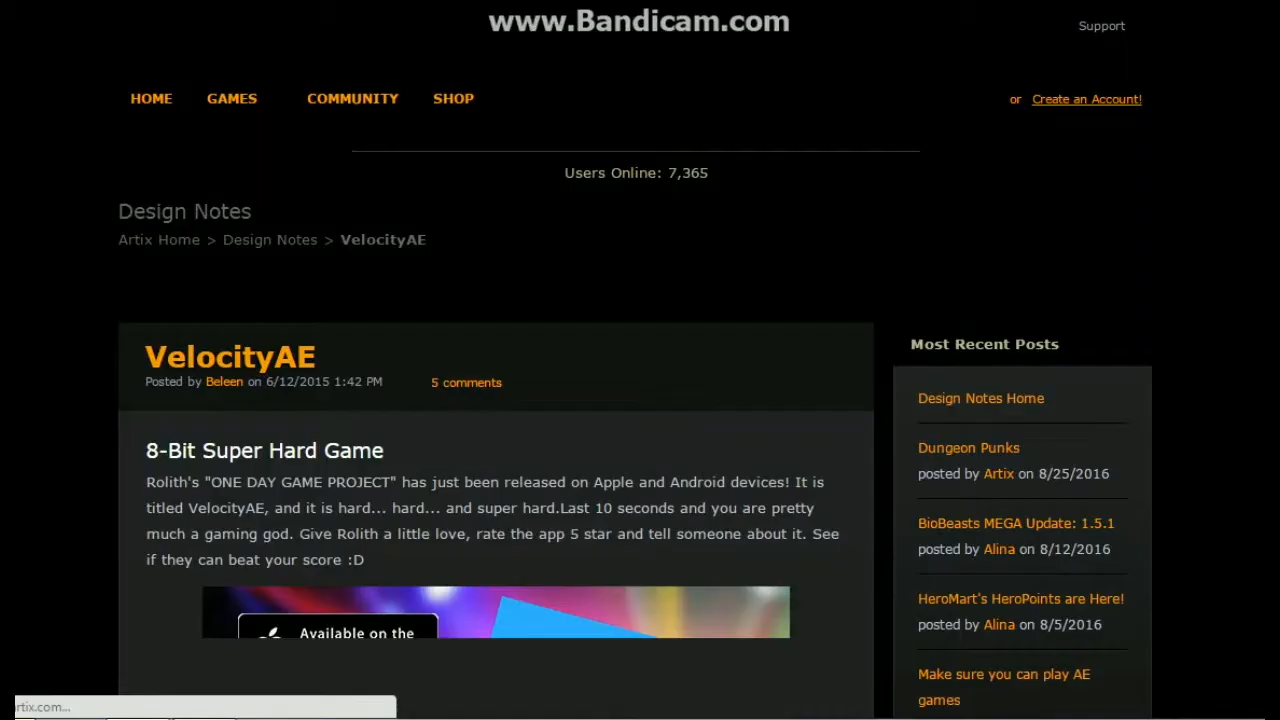 www.Bandicam.com
Support
HOME GAMES COMMUNITY SHOP
or Create an Account!
Users Online: 7,365
Design Notes
Artix Home > Design Notes > VelocityAE
VelocityAE
Posted by Beleen on 6/12/2015 1:42 PM 5 comments
8-Bit Super Hard Game
Rolith's "ONE DAY GAME PROJECT" has just been released on Apple and Android devices! It is
titled VelocityAE, and it is hard... hard... and super hard.Last 10 seconds and you are pretty
much a gaming god. Give Rolith a little love, rate the app 5 star and tell someone about it. See
if they can beat your score :D
Available on the
Most Recent Posts
Design Notes Home
Dungeon Punks
posted by Artix on 8/25/2016
BioBeasts MEGA Update: 1.5.1
posted by Alina on 8/12/2016
HeroMart's HeroPoints are Here!
posted by Alina on 8/5/2016
Make sure you can play AE
games
rtix.com...